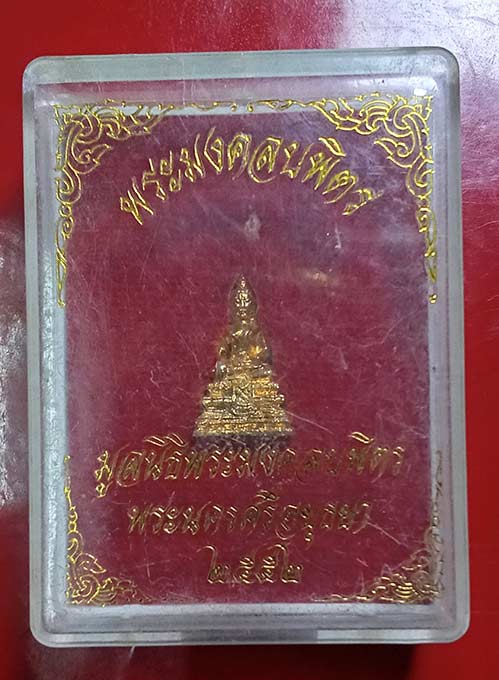 พระมงคลบพิตร
มูลนิธิพระมงคลบพิตร
พระนครศรีอยุธยา
๒๕๕๒